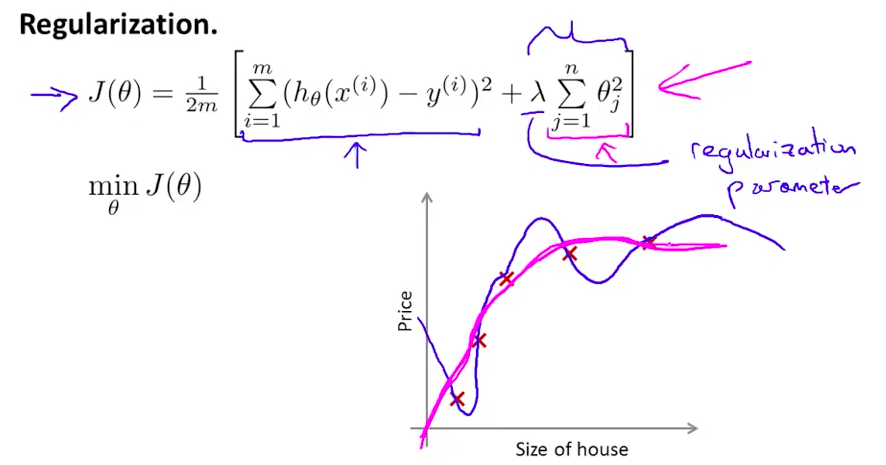 Regularization.
J(θ) = 1/2m [ Σ_{i=1}^{m} (h_θ(x^{(i)}) − y^{(i)})² + λ Σ_{j=1}^{n} θ_j² ]
regularization
parameter
min_θ J(θ)
Price
Size of house